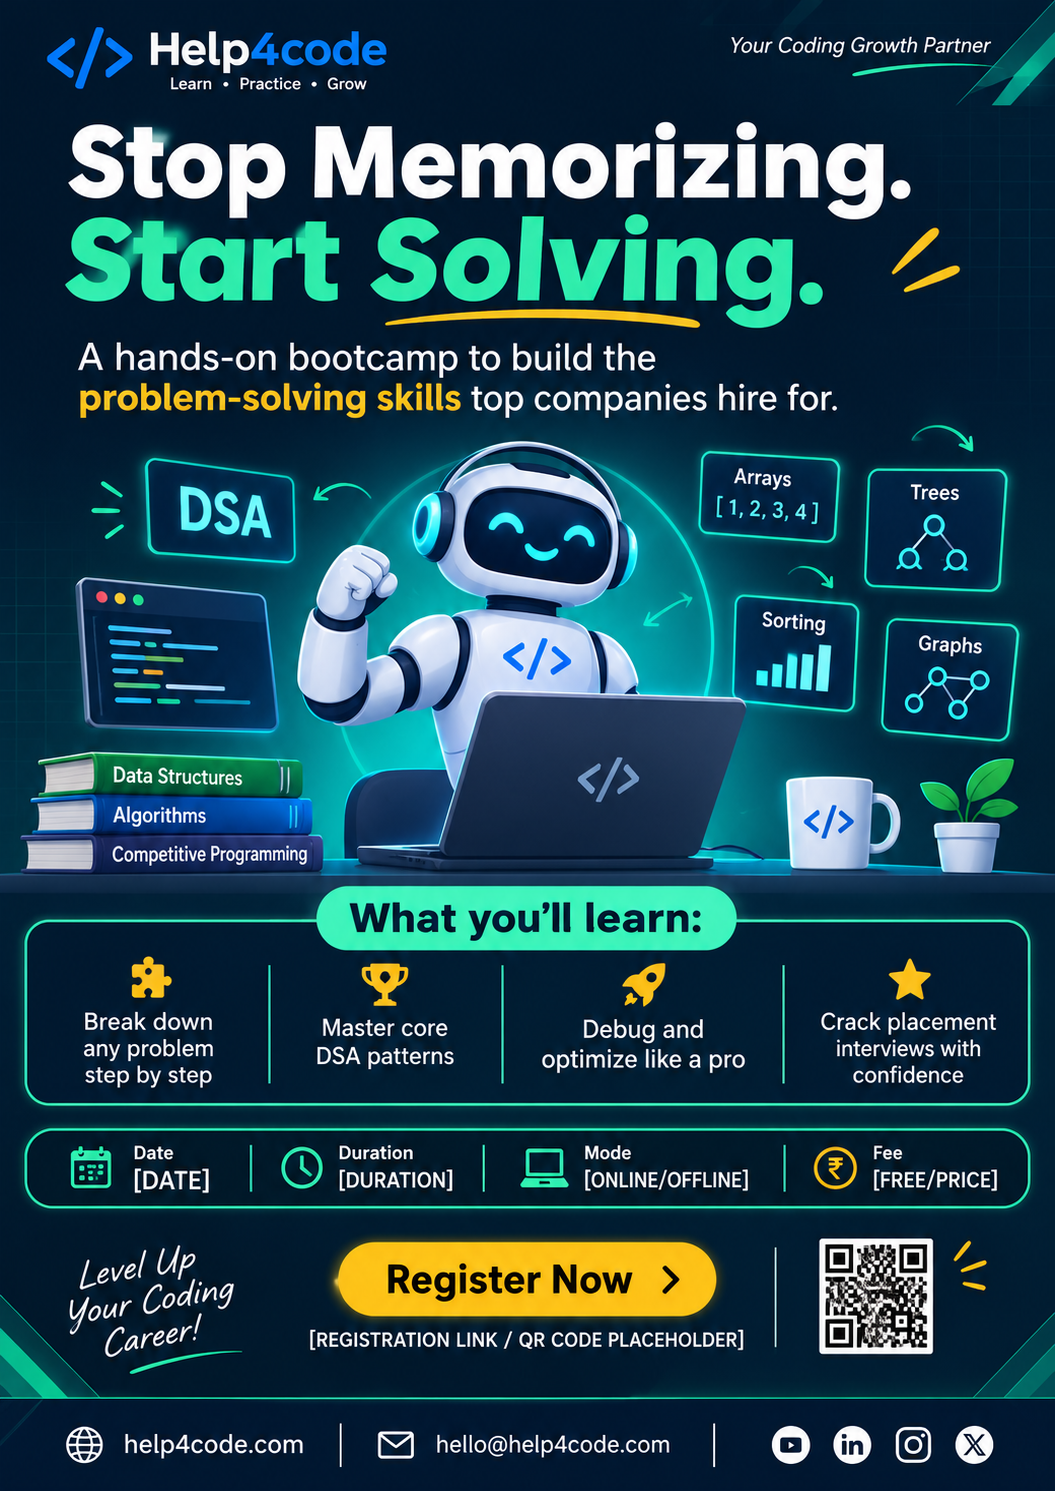 </> Help4code
Learn • Practice • Grow
Your Coding Growth Partner
Stop Memorizing.
Start Solving.
A hands-on bootcamp to build the
problem-solving skills top companies hire for.
DSA
Arrays
[ 1, 2, 3, 4 ]
Trees
Sorting
Graphs
</>
</>
</>
Data Structures
Algorithms
Competitive Programming
What you’ll learn:
Break down
any problem
step by step
Master core
DSA patterns
Debug and
optimize like a pro
Crack placement
interviews with
confidence
Date
[DATE]
Duration
[DURATION]
Mode
[ONLINE/OFFLINE]
₹
Fee
[FREE/PRICE]
Level Up
Your Coding
Career!
Register Now >
[REGISTRATION LINK / QR CODE PLACEHOLDER]
help4code.com
hello@help4code.com
in
X